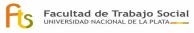 fts Facultad de Trabajo Social
UNIVERSIDAD NACIONAL DE LA PLATA